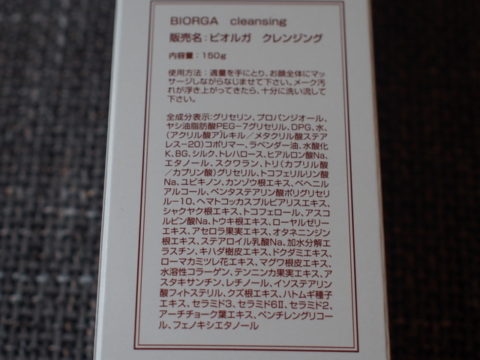 BIORGA cleansing
販売名：ビオルガ クレンジング
内容量：150g
使用方法：適量を手にとり、お顔全体にマッ
サージしながらなじませて下さい。メーク汚
れが浮き上がってきたら、十分に洗い流して
下さい。
全成分表示：グリセリン、プロパンジオール、
ヤシ油脂肪酸PEG-7グリセリル、DPG、水、
（アクリル酸アルキル／メタクリル酸ステア
レス-20）コポリマー、ラベンダー油、水酸化
K、BG、シルク、トレハロース、ヒアルロン酸Na、
エタノール、スクワラン、トリ（カプリル酸
／カプリン酸）グリセリル、トコフェリルリン酸
Na、ユビキノン、カンゾウ根エキス、ベヘニル
アルコール、ペンタステアリン酸ポリグリセリ
ル-10、ヘマトコッカスプルビアリスエキス、
シャクヤク根エキス、トコフェロール、アスコ
ルビン酸Na、トウキ根エキス、ローヤルゼリー
エキス、アセロラ果実エキス、オタネニンジン
根エキス、ステアロイル乳酸Na、加水分解エ
ラスチン、キハダ樹皮エキス、ドクダミエキス、
ローマカミツレ花エキス、マグワ根皮エキス、
水溶性コラーゲン、テンニンカ果実エキス、ア
スタキサンチン、レチノール、イソステアリン
酸フィトステリル、クズ根エキス、ハトムギ種子
エキス、セラミド3、セラミド6Ⅱ、セラミド2、
アーチチョーク葉エキス、ペンチレングリコー
ル、フェノキシエタノール